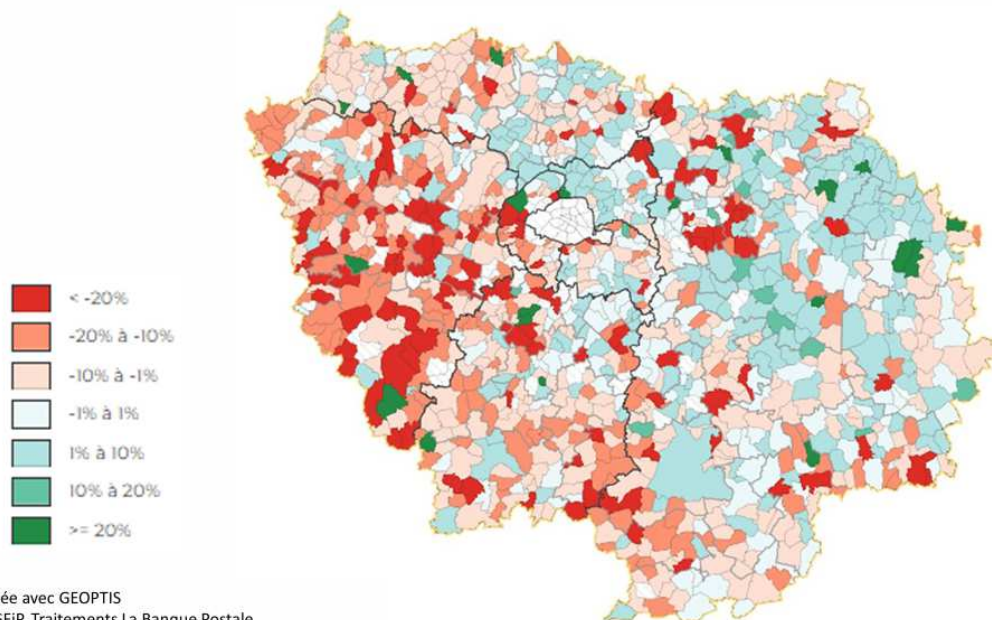 < -20%
-20% à -10%
-10% à -1%
-1% à 1%
1% à 10%
10% à 20%
>= 20%
ée avec GEOPTIS
Traitements La Banque Postale